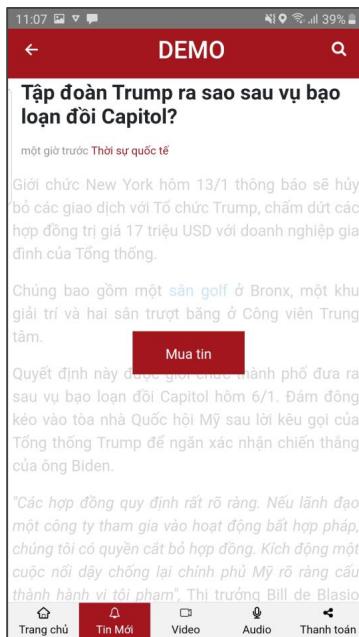 11:07 39%
DEMO
Tập đoàn Trump ra sao sau vụ bạo
loạn đồi Capitol?
một giờ trước Thời sự quốc tế
Giới chức New York hôm 13/1 thông báo sẽ hủy
bỏ các giao dịch với Tổ chức Trump, chấm dứt các
hợp đồng trị giá 17 triệu USD với doanh nghiệp gia
đình của Tổng thống.
Chúng bao gồm một sân golf ở Bronx, một khu
giải trí và hai sân trượt băng ở Công viên Trung
tâm.
Mua tin
Quyết định này được giới chức thành phố đưa ra
sau vụ bạo loạn đồi Capitol hôm 6/1. Đám đông
kéo vào tòa nhà Quốc hội Mỹ sau lời kêu gọi của
Tổng thống Trump để ngăn xác nhận chiến thắng
của ông Biden.
"Các hợp đồng quy định rất rõ ràng. Nếu lãnh đạo
một công ty tham gia vào hoạt động bất hợp pháp,
chúng tôi có quyền cắt bỏ hợp đồng. Kích động một
cuộc nổi dậy chống lại chính phủ Mỹ rõ ràng cấu
thành hành vi tội phạm", Thị trưởng Bill de Blasio
Trang chủ Tin Mới Video Audio Thanh toán